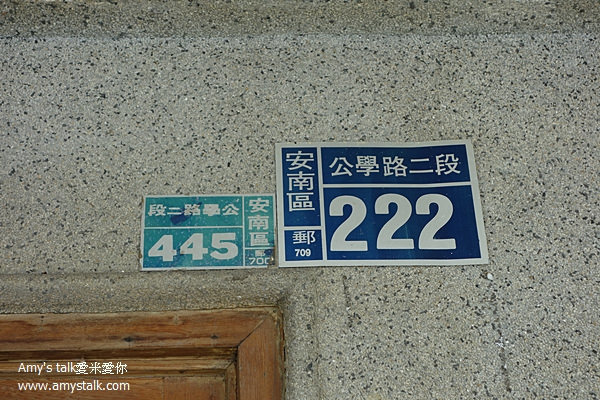 段二路學公
安南區
445
郵
700
安南區
公學路二段
222
郵
709
Amy's talk愛米愛你
www.amystalk.com